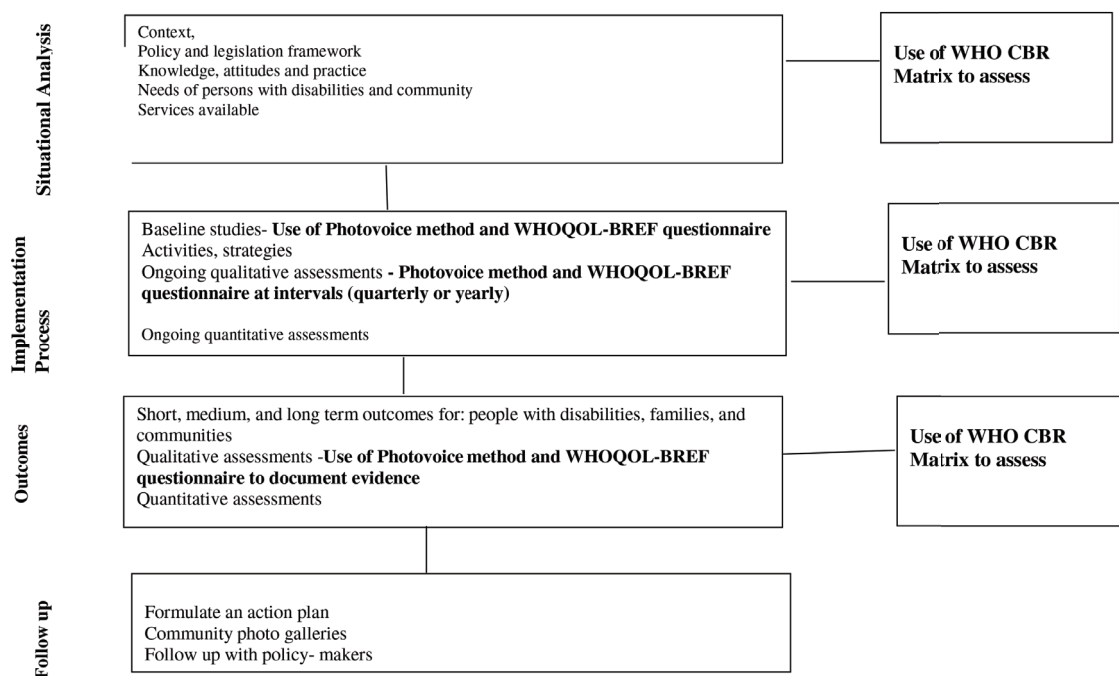 Situational Analysis
Context,
Policy and legislation framework
Knowledge, attitudes and practice
Needs of persons with disabilities and community
Services available
Use of WHO CBR
Matrix to assess
Implementation
Process
Baseline studies- Use of Photovoice method and WHOQOL-BREF questionnaire
Activities, strategies
Ongoing qualitative assessments - Photovoice method and WHOQOL-BREF
questionnaire at intervals (quarterly or yearly)
Ongoing quantitative assessments
Use of WHO CBR
Matrix to assess
Outcomes
Short, medium, and long term outcomes for: people with disabilities, families, and
communities
Qualitative assessments -Use of Photovoice method and WHOQOL-BREF
questionnaire to document evidence
Quantitative assessments
Use of WHO CBR
Matrix to assess
Follow up
Formulate an action plan
Community photo galleries
Follow up with policy- makers